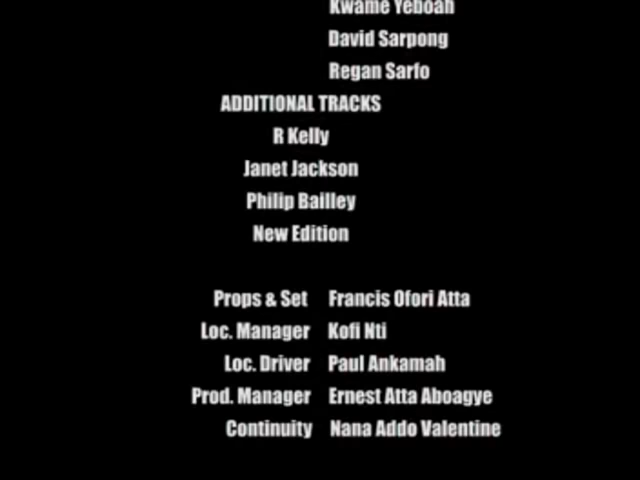 Kwame Yeboah
David Sarpong
Regan Sarfo
ADDITIONAL TRACKS
R Kelly
Janet Jackson
Philip Bailley
New Edition
Props & Set Francis Ofori Atta
Loc. Manager Kofi Nti
Loc. Driver Paul Ankamah
Prod. Manager Ernest Atta Aboagye
Continuity Nana Addo Valentine